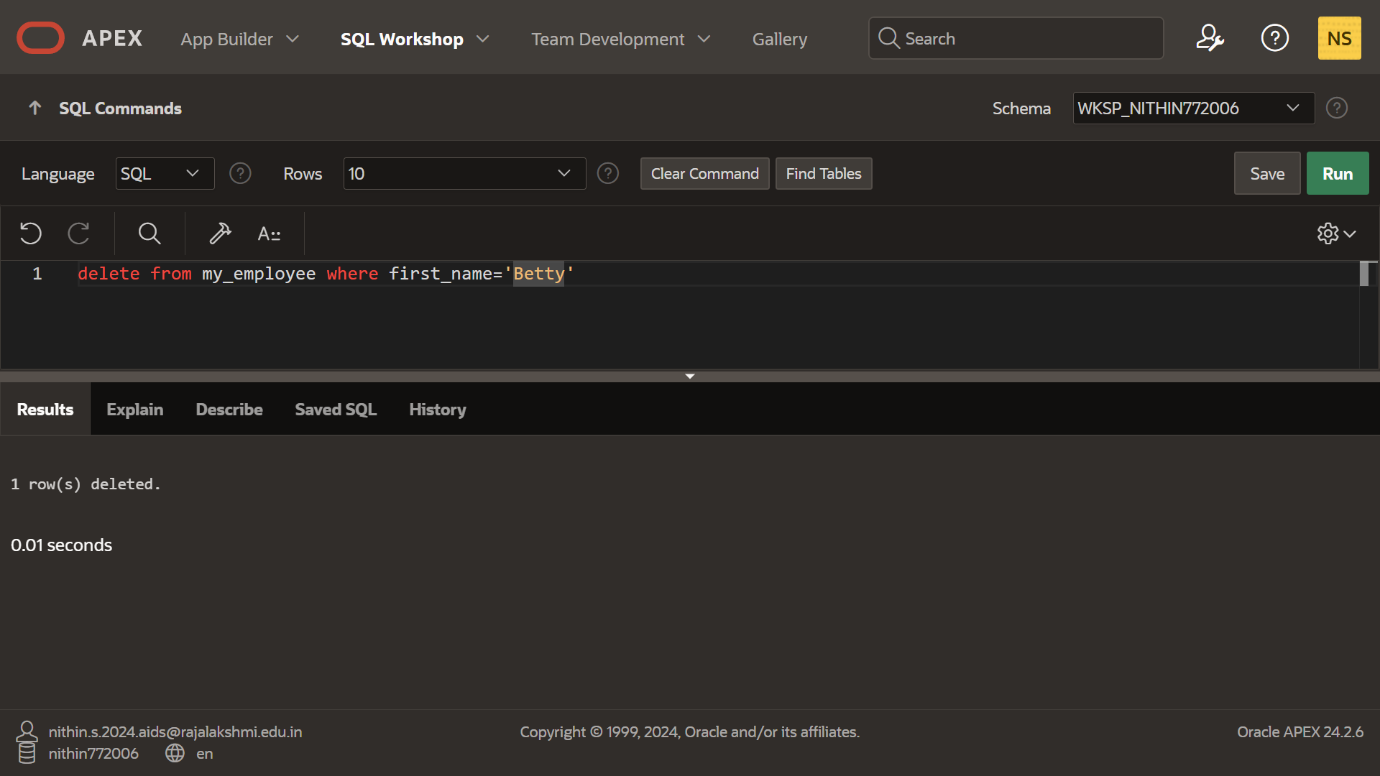 APEX App Builder SQL Workshop Team Development Gallery Search NS
SQL Commands Schema WKSP_NITHIN772006 ?
Language SQL ? Rows 10 ? Clear Command Find Tables Save Run
A::
1 delete from my_employee where first_name='Betty'
Results Explain Describe Saved SQL History
1 row(s) deleted.
0.01 seconds
nithin.s.2024.aids@rajalakshmi.edu.in Copyright © 1999, 2024, Oracle and/or its affiliates. Oracle APEX 24.2.6
nithin772006 en